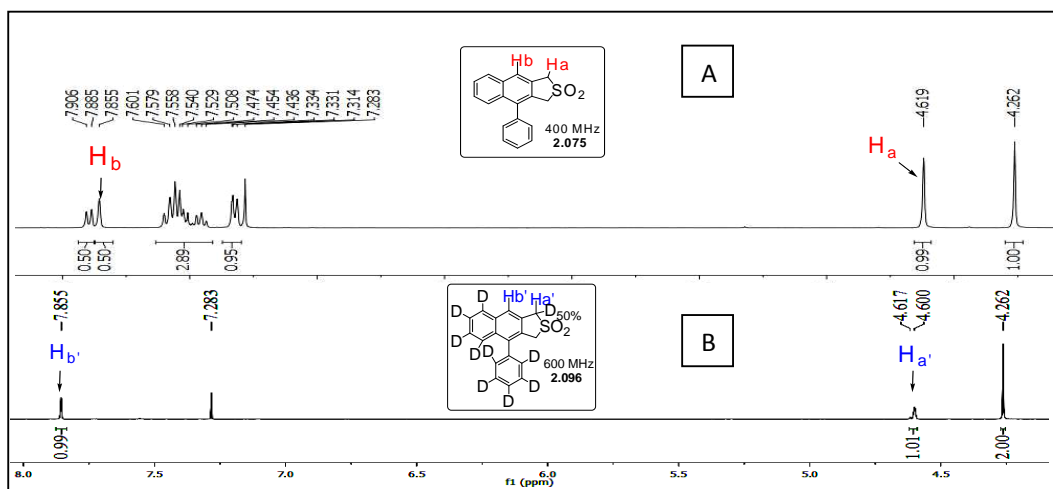 Hb Ha
SO2
400 MHz
2.075
A
7.906
7.885
7.855
7.601
7.579
7.558
7.540
7.529
7.508
7.474
7.454
7.436
7.334
7.331
7.314
7.283
4.619
4.262
Hb
Ha
0.50
0.50
2.89
0.95
0.99
1.00
7.855
7.283
4.617
4.600
4.262
Hb' Ha'
D
D
D
D
D 50%
SO2
D
D
D
D
D
600 MHz
2.096
B
Hb'
Ha'
0.99
1.01
2.00
8.0 7.5 7.0 6.5 6.0 5.5 5.0 4.5
f1 (ppm)